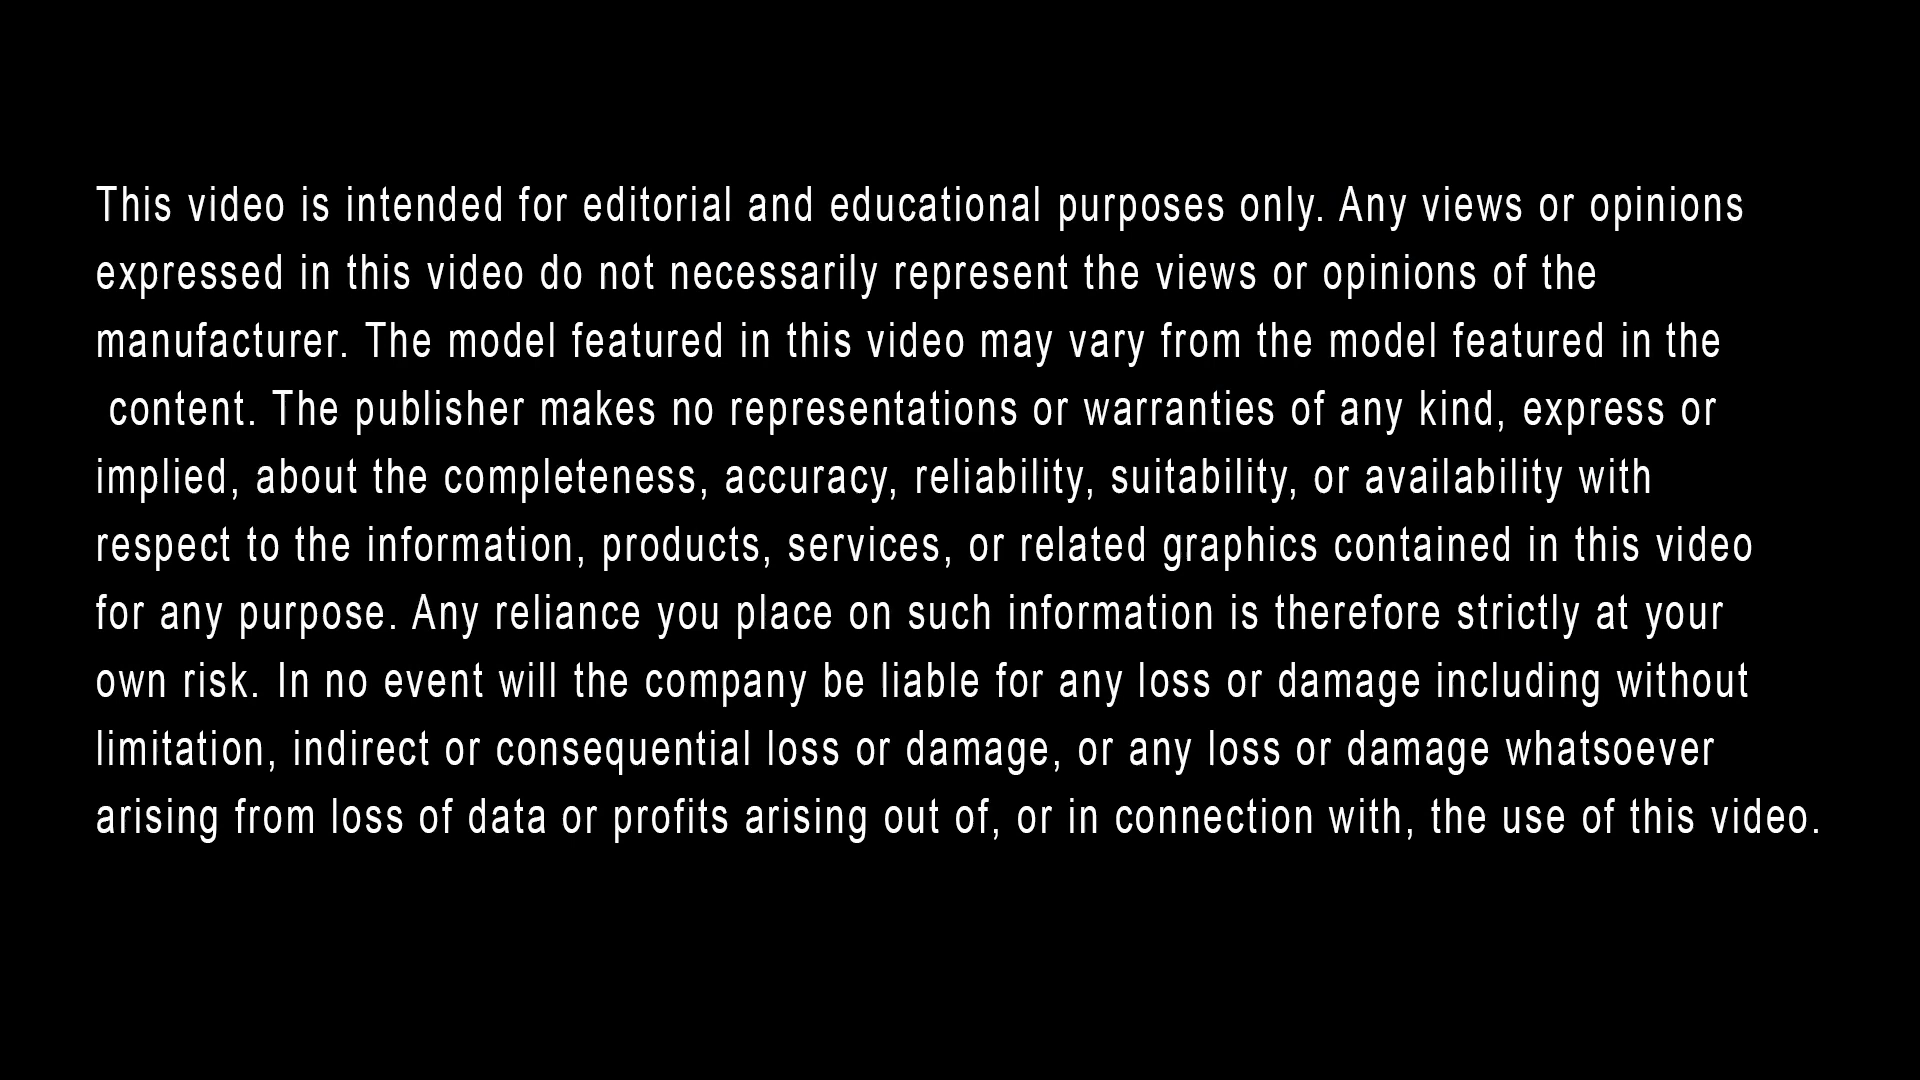 This video is intended for editorial and educational purposes only. Any views or opinions
expressed in this video do not necessarily represent the views or opinions of the
manufacturer. The model featured in this video may vary from the model featured in the
content. The publisher makes no representations or warranties of any kind, express or
implied, about the completeness, accuracy, reliability, suitability, or availability with
respect to the information, products, services, or related graphics contained in this video
for any purpose. Any reliance you place on such information is therefore strictly at your
own risk. In no event will the company be liable for any loss or damage including without
limitation, indirect or consequential loss or damage, or any loss or damage whatsoever
arising from loss of data or profits arising out of, or in connection with, the use of this video.